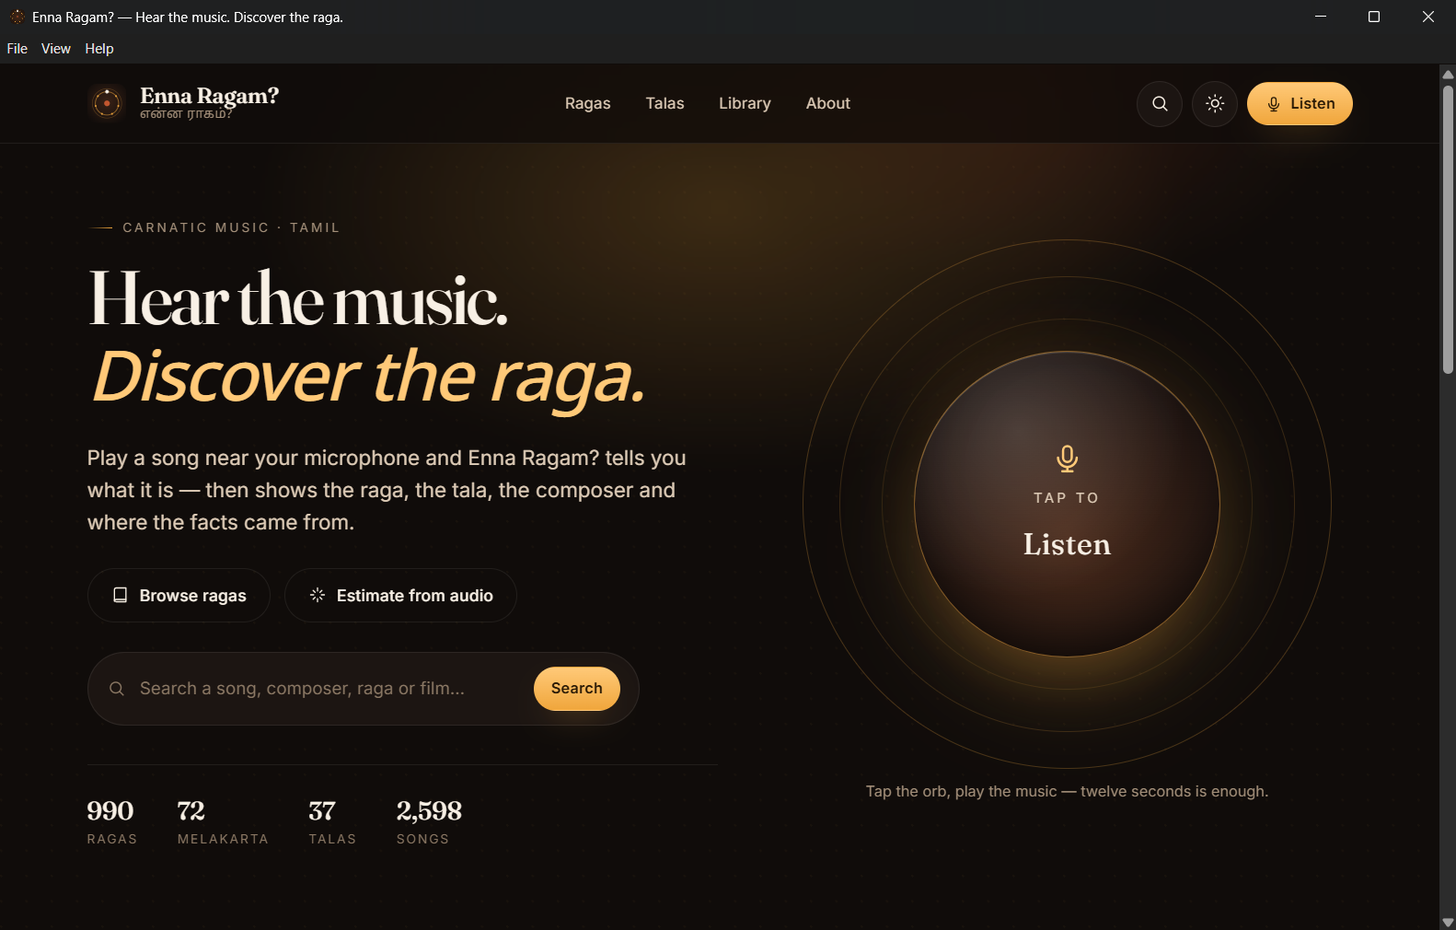 Enna Ragam? — Hear the music. Discover the raga.
File View Help
Enna Ragam?
என்ன ராகம்?
Ragas Talas Library About
Listen
CARNATIC MUSIC · TAMIL
Hear the music.
Discover the raga.
Play a song near your microphone and Enna Ragam? tells you
what it is — then shows the raga, the tala, the composer and
where the facts came from.
Browse ragas
Estimate from audio
Search a song, composer, raga or film...
Search
990 72 37 2,598
RAGAS MELAKARTA TALAS SONGS
TAP TO
Listen
Tap the orb, play the music — twelve seconds is enough.